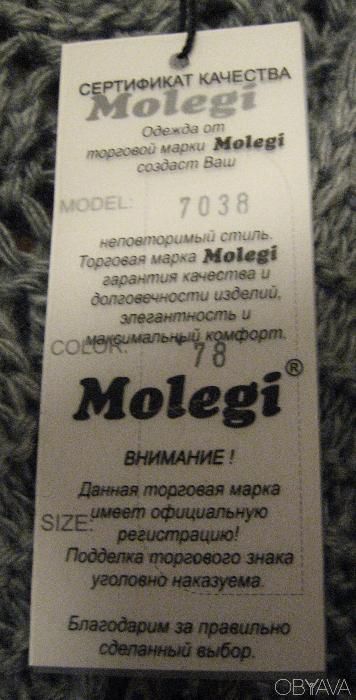 СЕРТИФИКАТ КАЧЕСТВА
Molegi
Одежда от
торговой марки Molegi
создаст Ваш
MODEL: 7038
неповторимый стиль.
Торговая марка Molegi
гарантия качества и
долговечности изделий,
элегантность и
максимальный комфорт.
COLOR: 78
Molegi®
ВНИМАНИЕ !
Данная торговая марка
имеет официальную
SIZE:
регистрацию!
Подделка торгового знака
уголовно наказуема.
Благодарим за правильно
сделанный выбор.
OBYAVA